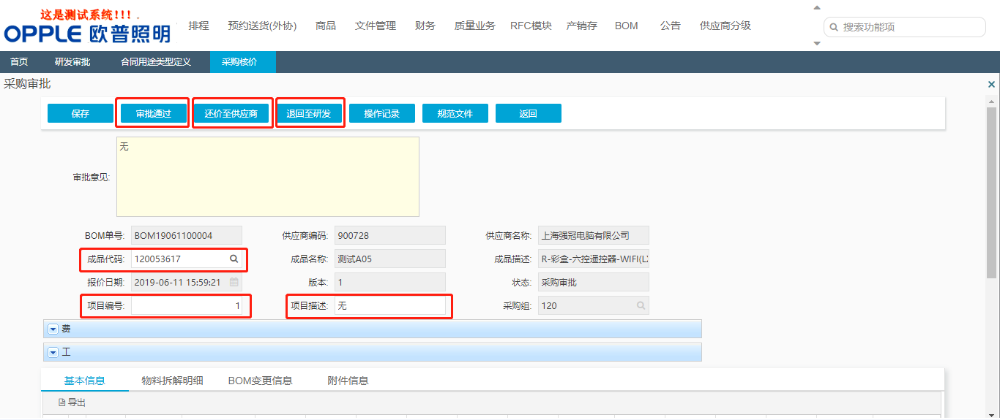 这是测试系统!!!
OPPLE 欧普照明
排程 预约送货(外协) 商品 文件管理 财务 质量业务 RFC模块 产销存 BOM 公告 供应商分级
搜索功能项
首页 研发审批 合同用途类型定义 采购核价
采购审批
保存 审批通过 还价至供应商 退回至研发 操作记录 规范文件 返回
审批意见: 无
BOM单号: BOM19061100004 供应商编码: 900728 供应商名称: 上海强冠电脑有限公司
成品代码: 120053617 成品名称: 测试A05 成品描述: R-彩盒-六控遥控器-WIFI(LX
报价日期: 2019-06-11 15:59:21 版本: 1 状态: 采购审批
项目编号: 1 项目描述: 无 采购组: 120
费
工
基本信息 物料拆解明细 BOM变更信息 附件信息
导出